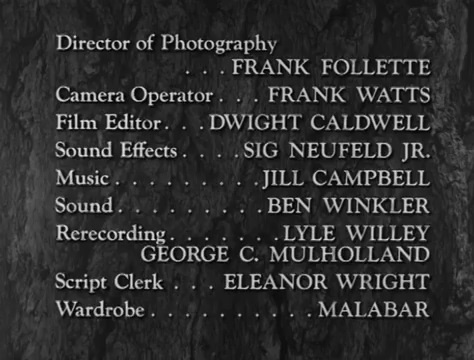 Director of Photography
. . . FRANK FOLLETTE
Camera Operator . . . FRANK WATTS
Film Editor . . . DWIGHT CALDWELL
Sound Effects . . . . SIG NEUFELD JR.
Music . . . . . . . . . JILL CAMPBELL
Sound . . . . . . . . . BEN WINKLER
Rerecording . . . . . . . LYLE WILLEY
GEORGE C. MULHOLLAND
Script Clerk . . . ELEANOR WRIGHT
Wardrobe . . . . . . . . . . MALABAR